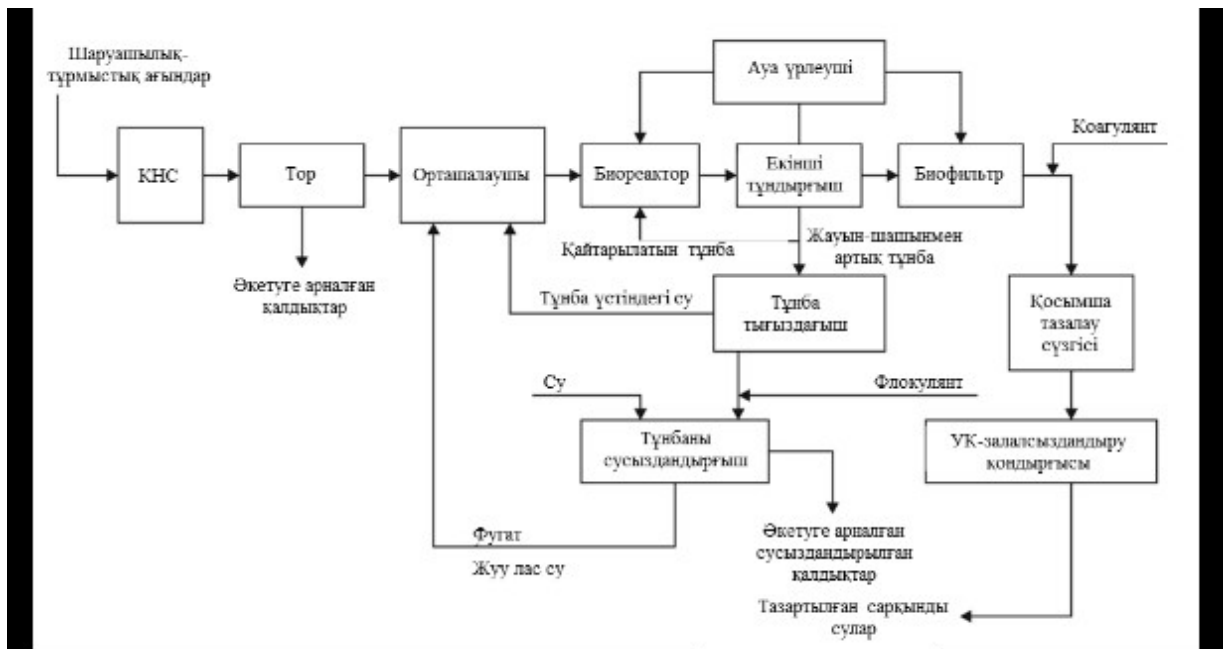 Шаруашылық-
тұрмыстық ағындар
Ауа үрлеуші
Коагулянт
КНС
Тор
Орташалаушы
Биореактор
Екінші
тұндырғыш
Биофильтр
Қайтарылатын тұнба
Жауын-шашынмен
артық тұнба
Әкетуге арналған
қалдықтар
Тұнба үстіндегі су
Тұнба
тығыздағыш
Қосымша
тазалау
сүзгісі
Су
Флокулянт
Тұнбаны
сусыздандырғыш
УК-залалсыздандыру
қондырғысы
Фугат
Жуу лас су
Әкетуге арналған
сусыздандырылған
қалдықтар
Тазартылған сарқынды
сулар